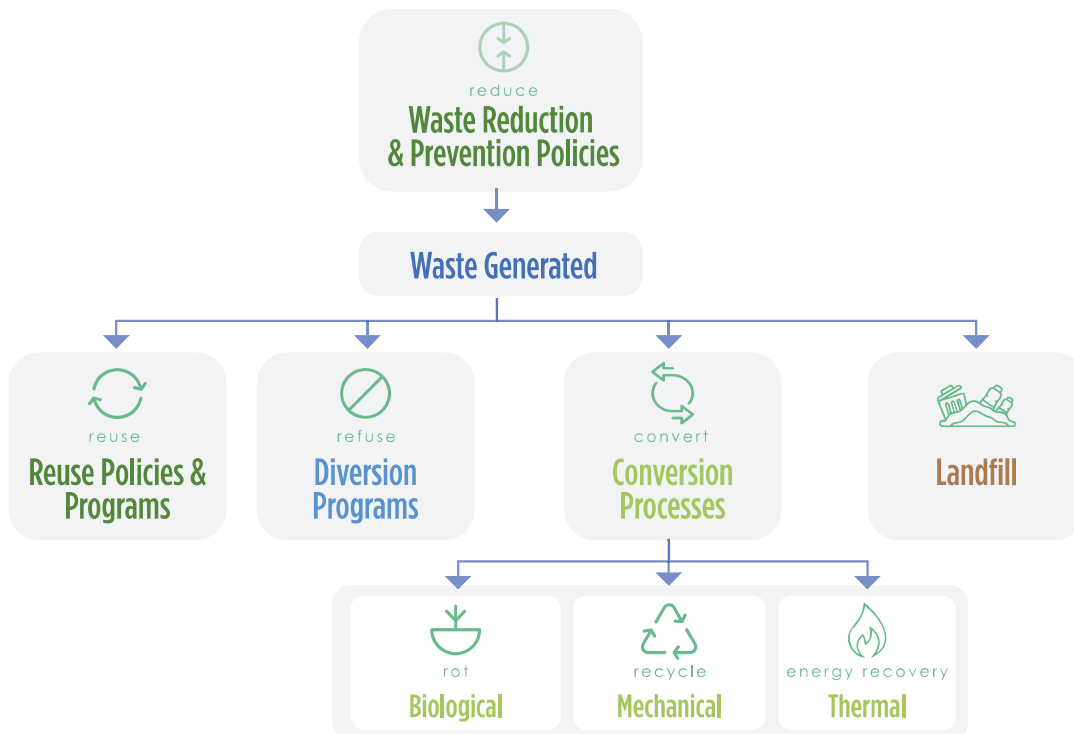 reduce
Waste Reduction
& Prevention Policies
Waste Generated
reuse
Reuse Policies &
Programs
refuse
Diversion
Programs
convert
Conversion
Processes
Landfill
rot
Biological
recycle
Mechanical
energy recovery
Thermal